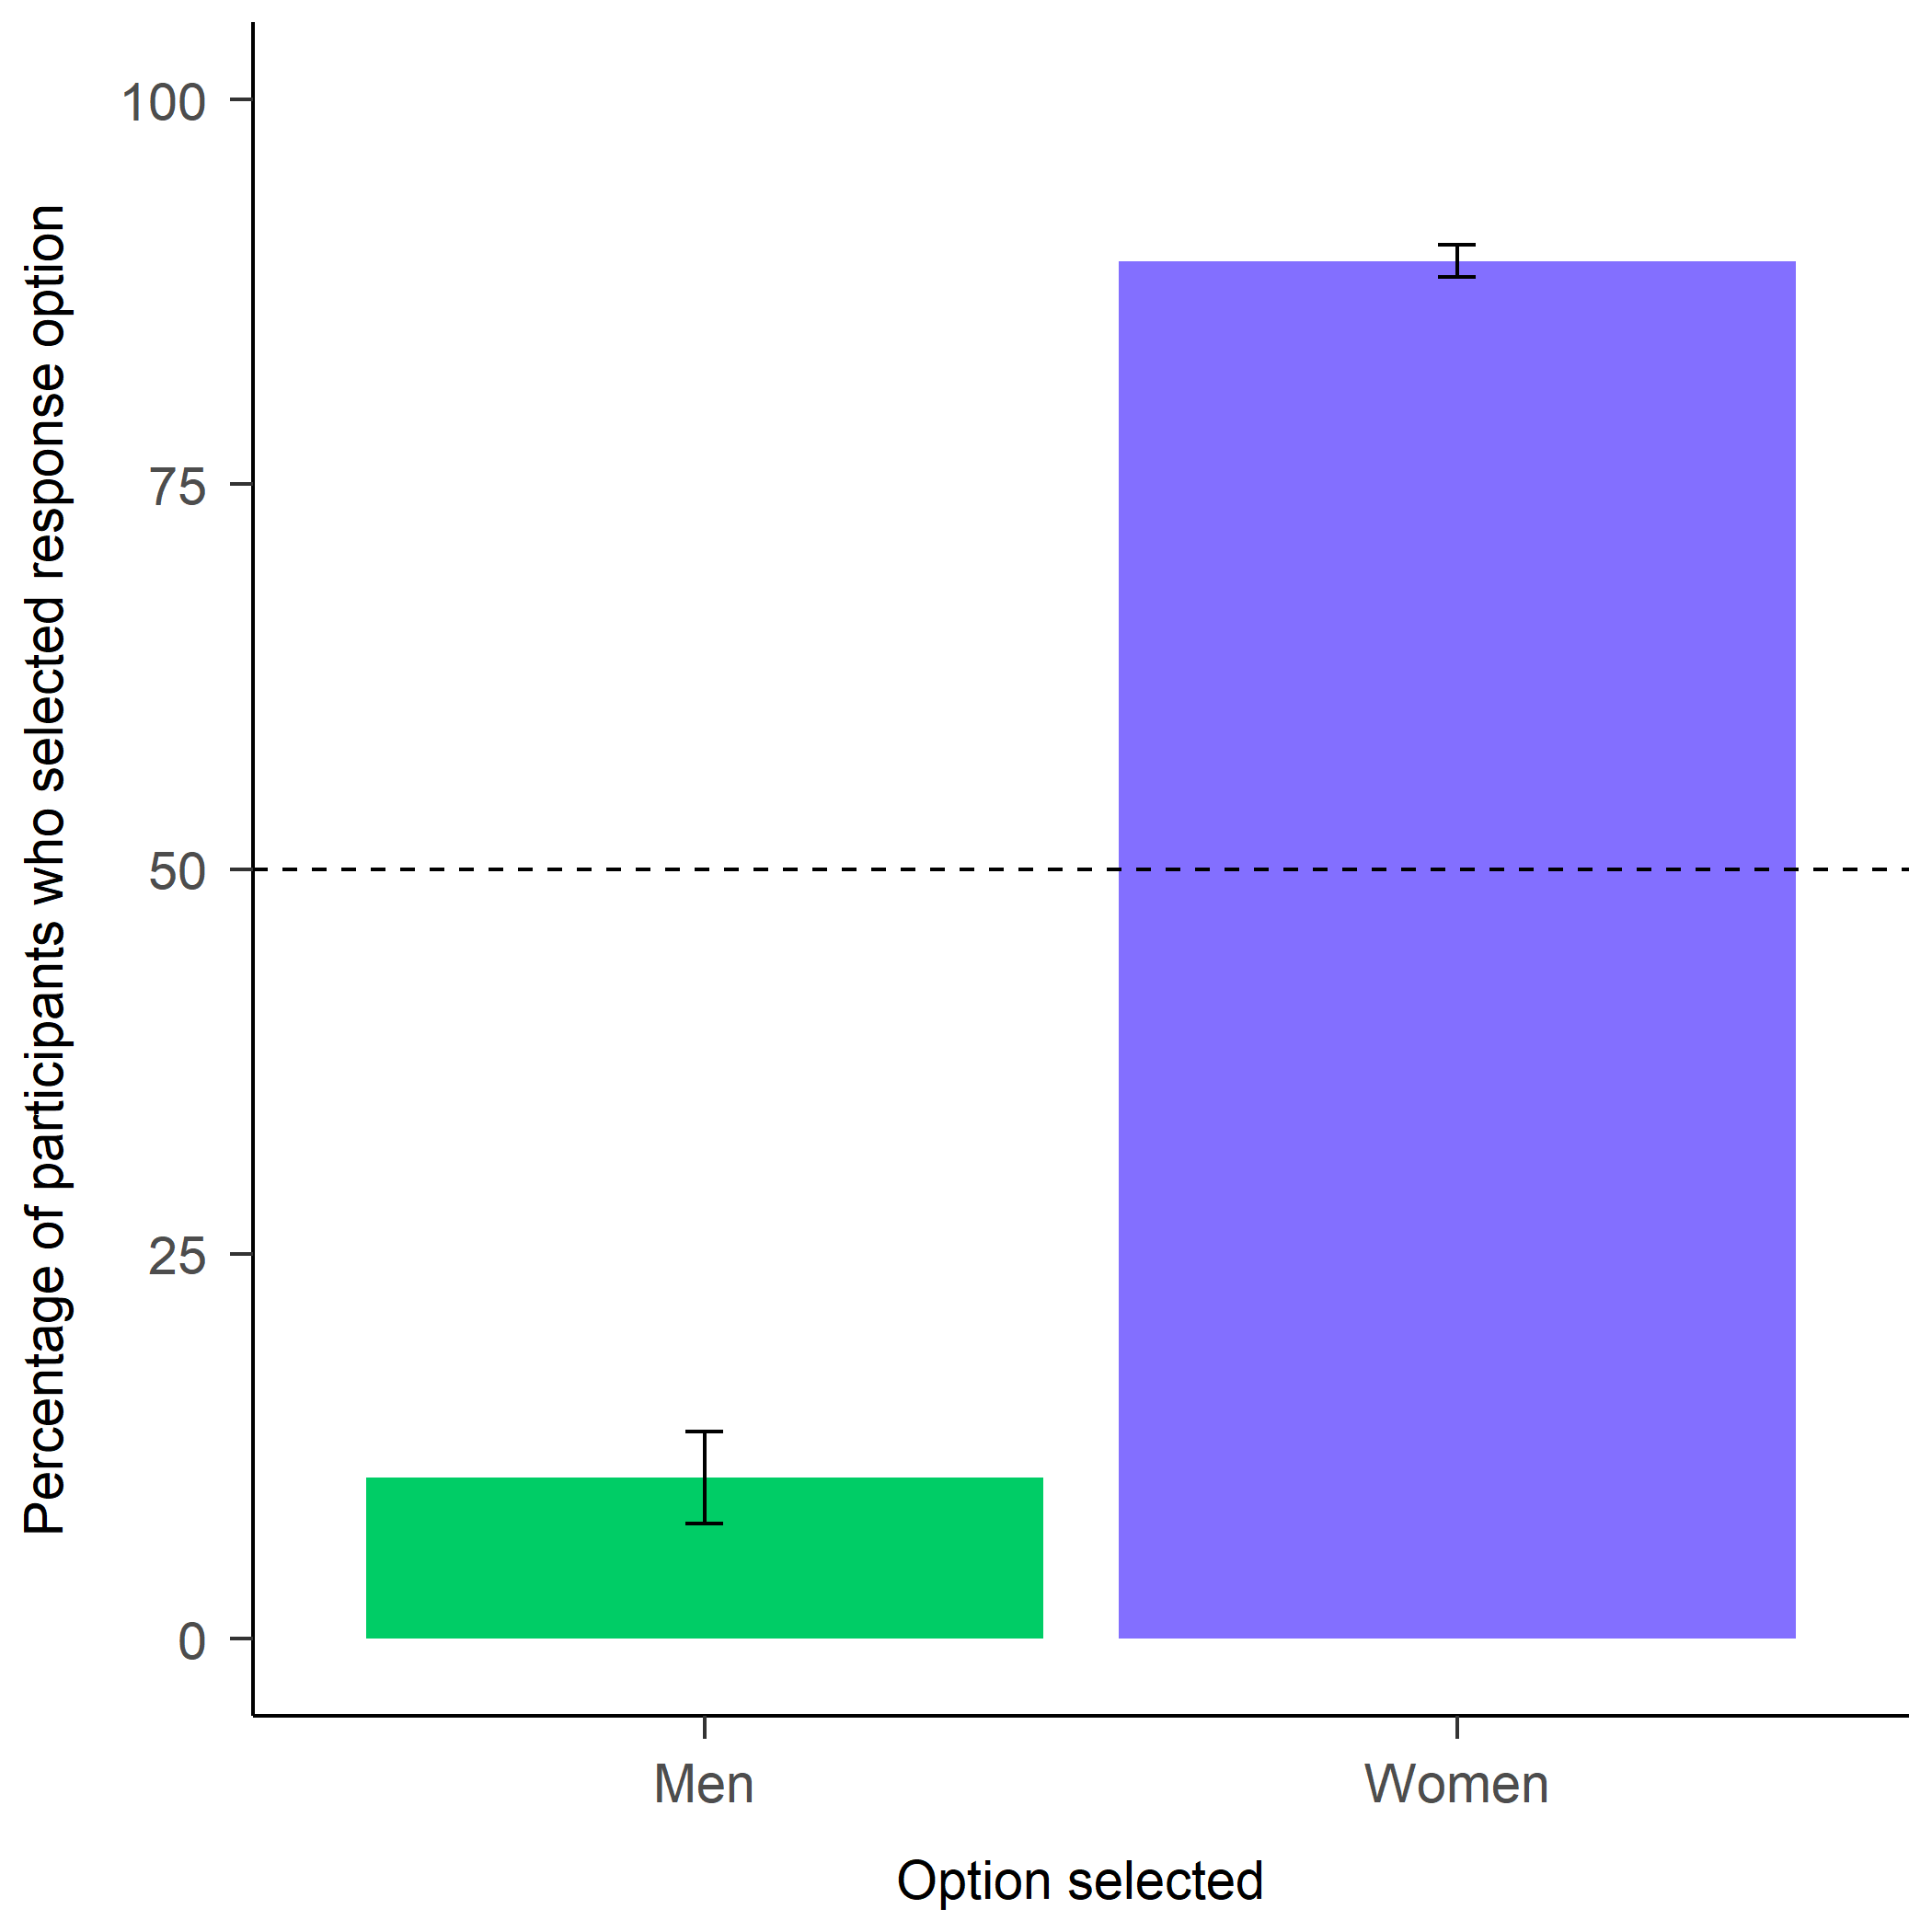 Percentage of participants who selected response option
100
75
50
25
0
Men
Women
Option selected